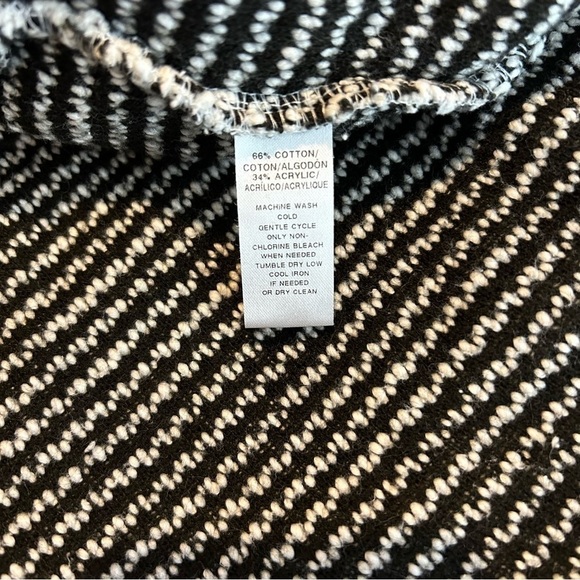 66% COTTON/
COTON/ALGODÓN
34% ACRYLIC/
ACRÍLICO/ACRYLIQUE
MACHINE WASH
COLD
GENTLE CYCLE
ONLY NON-
CHLORINE BLEACH
WHEN NEEDED
TUMBLE DRY LOW
COOL IRON
IF NEEDED
OR DRY CLEAN